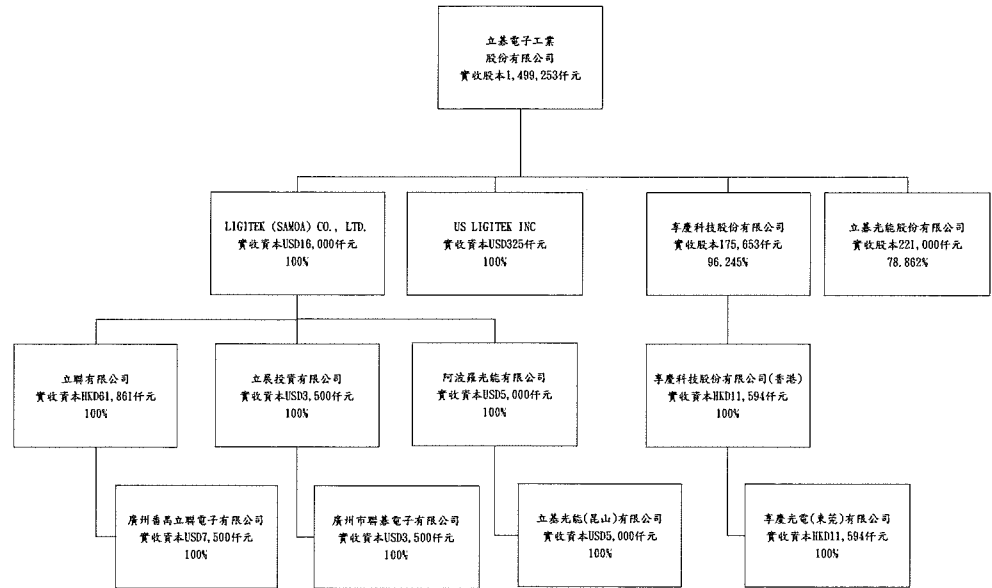 立碁電子工業
股份有限公司
實收股本1,499,253仟元
LIGITEK (SAMOA) CO., LTD.
實收資本USD16,000仟元
100%
US LIGITEK INC
實收資本USD325仟元
100%
享慶科技股份有限公司
實收股本175,653仟元
96.245%
立碁光能股份有限公司
實收股本221,000仟元
78.862%
立聯有限公司
實收資本HKD61,861仟元
100%
立展投資有限公司
實收資本USD3,500仟元
100%
阿波羅光能有限公司
實收資本USD5,000仟元
100%
享慶科技股份有限公司(香港)
實收資本HKD11,594仟元
100%
廣州番禺立聯電子有限公司
實收資本USD7,500仟元
100%
廣州市聯碁電子有限公司
實收資本USD3,500仟元
100%
立碁光能(昆山)有限公司
實收資本USD5,000仟元
100%
享慶光電(東莞)有限公司
實收資本HKD11,594仟元
100%